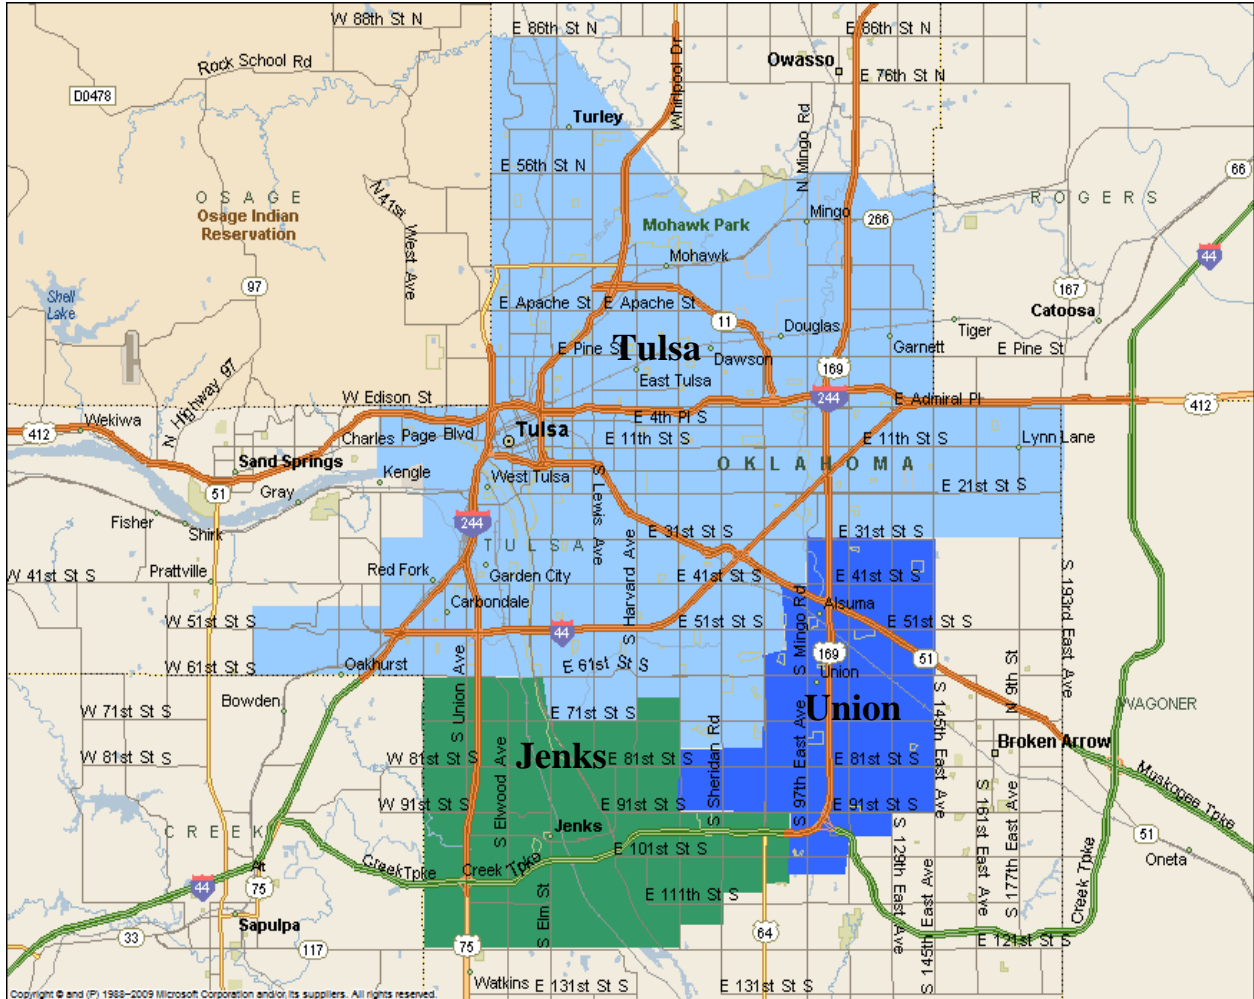 W 88th St N
E 86th St N
E 86th St N
Whirlpool Dr
Owasso
Rock School Rd
E 76th St N
D0478
Turley
N Mingo Rd
E 56th St N
66
N 41st West Ave
OSAGE
Osage Indian
Reservation
ROGERS
Mingo
266
Mohawk Park
Mohawk
44
97
167
Shell
Lake
E Apache St
E Apache St
Catoosa
11
Douglas
Tiger
Garnett
E Pine St
Tulsa
Dawson
E Pine St
N Highway 97
East Tulsa
169
W Edison St
244
E Admiral Pl
412
Wekiwa
E 4th Pl S
412
Charles Page Blvd
Tulsa
E 11th St S
E 11th St S
Lynn Lane
Sand Springs
Kengle
West Tulsa
OKLAHOMA
S Lewis Ave
E 21st St S
51
Gray
Fisher
Shirk
244
E 31st St S
E 31st St S
TULSA
S Harvard Ave
W 41st St S
Prattville
Red Fork
Garden City
E 41st St S
E 41st St S
S 193rd East Ave
Carbondale
S Mingo Rd
Alsuma
W 51st St S
44
E 51st St S
E 51st St S
W 61st St S
Oakhurst
E 61st St S
169
51
Union
N 9th St
S Union Ave
Bowden
W 71st St S
E 71st St S
Union
S 145th East Ave
WAGONER
S Sheridan Rd
S 97th East Ave
Broken Arrow
W 81st St S
W 81st St S
S Elwood Ave
Jenks
E 81st St S
E 81st St S
Muskogee Tpke
W 91st St S
E 91st St S
E 91st St S
S 161st East Ave
S 177th East Ave
CREEK
Jenks
S 129th East Ave
51
E 101st St S
Oneta
Creek Tpke
Creek Tpke
Creek Tpke
44
75
E 111th St S
S 145th East Ave
S Elm St
Sapulpa
33
117
75
64
E 121st St S
Watkins
E 131st St S
E 131st St S
Copyright © and (P) 1988–2009 Microsoft Corporation and/or its suppliers. All rights reserved.